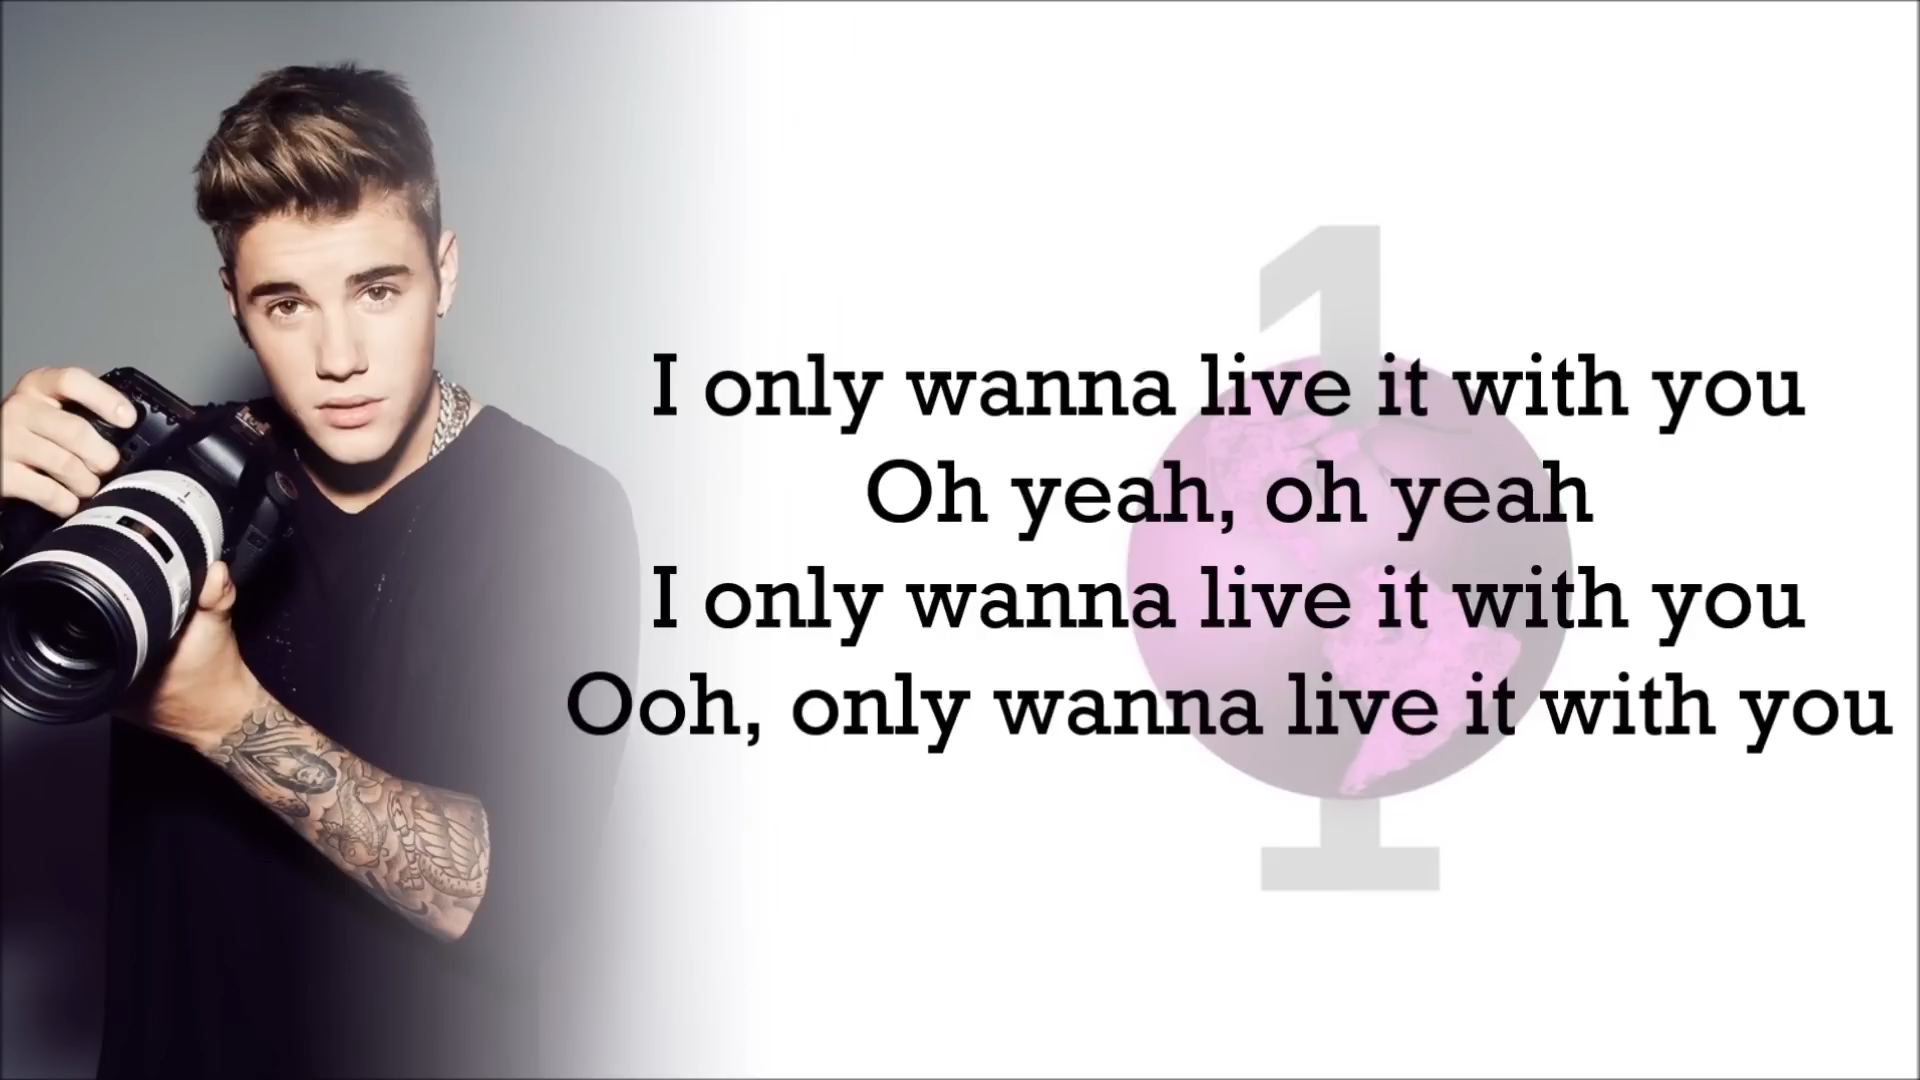 I only wanna live it with you
Oh yeah, oh yeah
I only wanna live it with you
Ooh, only wanna live it with you
1